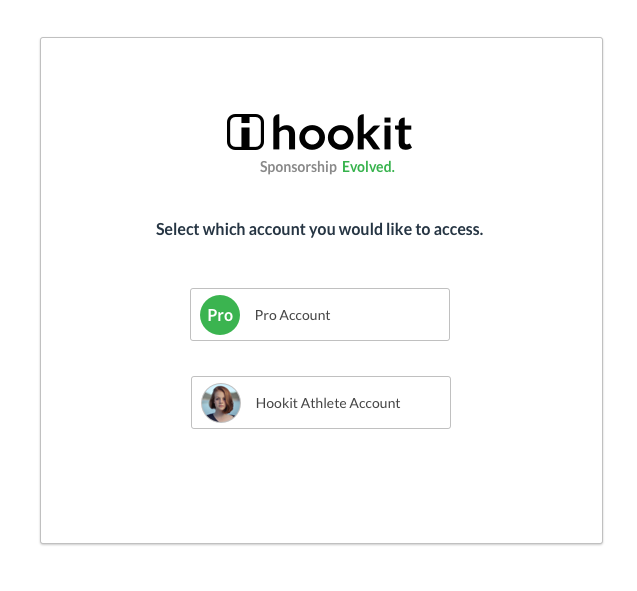 i hookit
Sponsorship Evolved.
Select which account you would like to access.
Pro Pro Account
Hookit Athlete Account